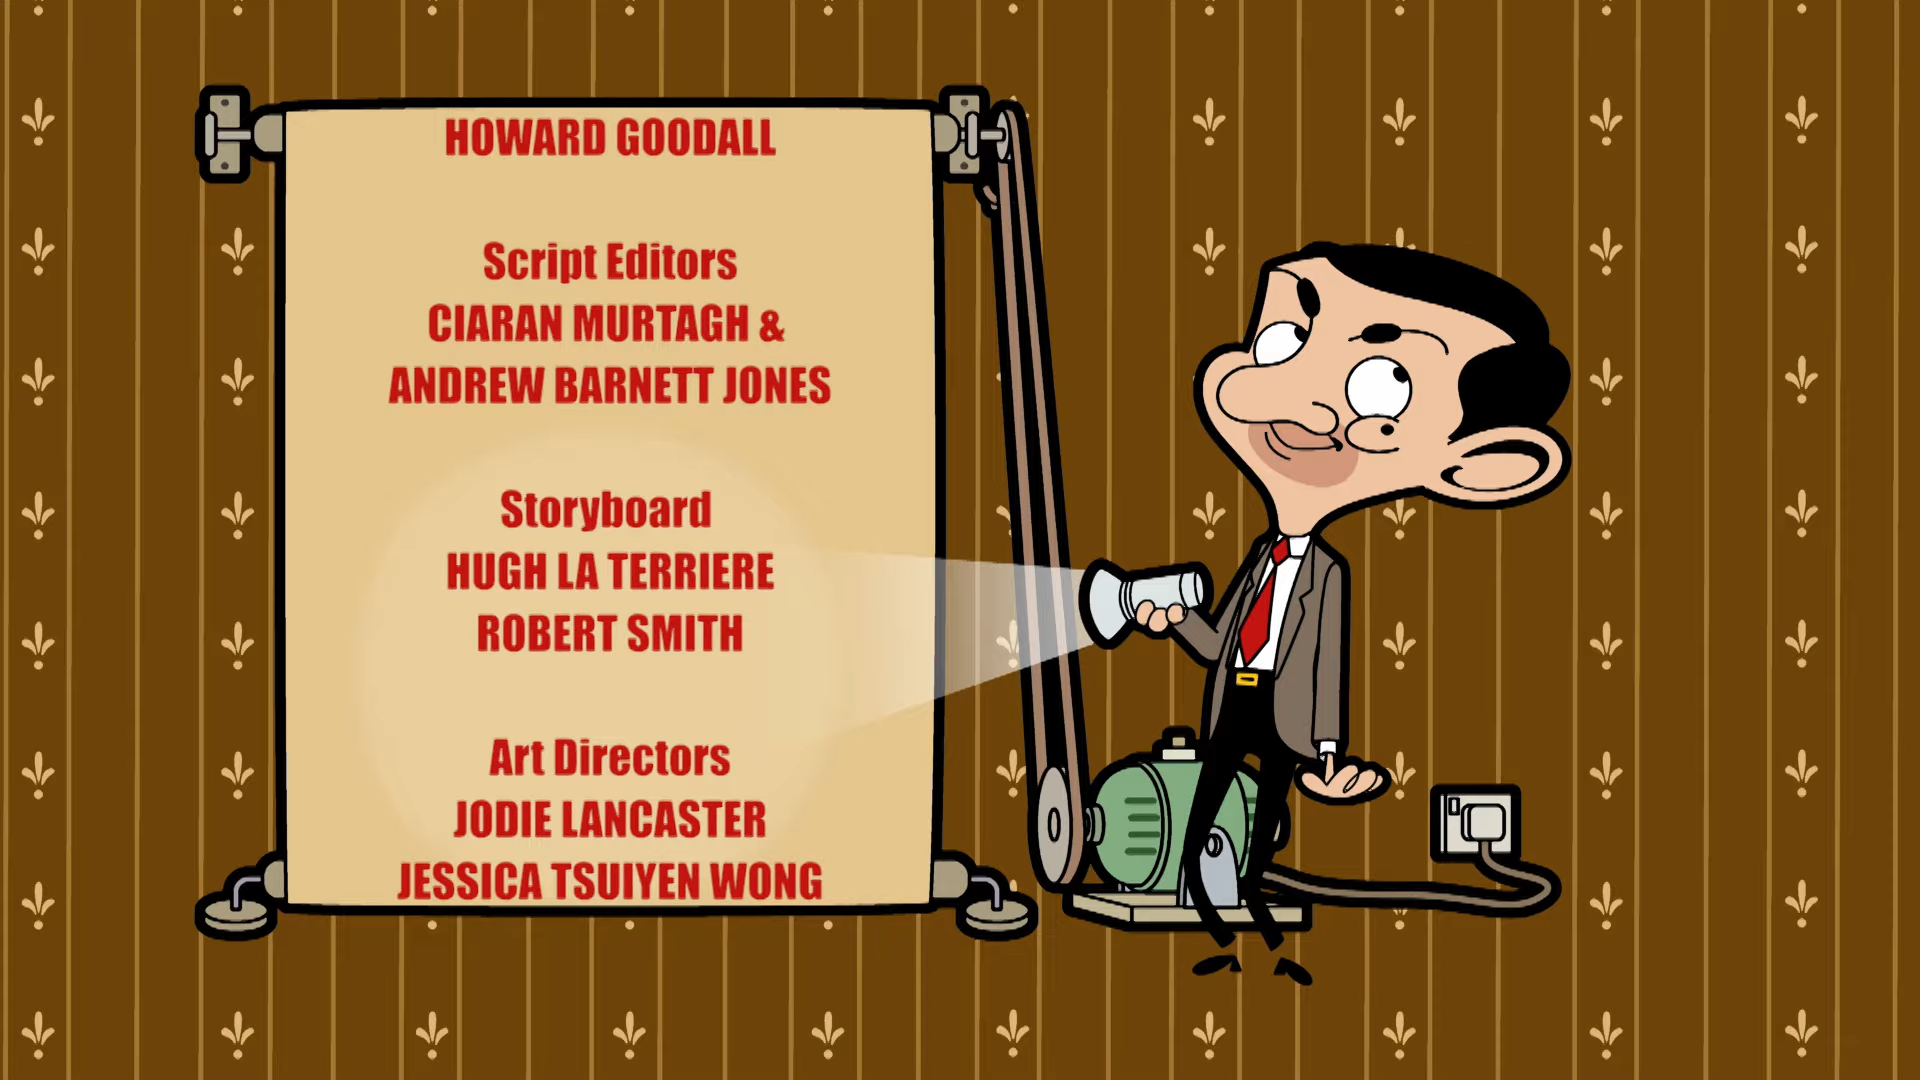 HOWARD GOODALL
Script Editors
CIARAN MURTAGH &
ANDREW BARNETT JONES
Storyboard
HUGH LA TERRIERE
ROBERT SMITH
Art Directors
JODIE LANCASTER
JESSICA TSUIYEN WONG